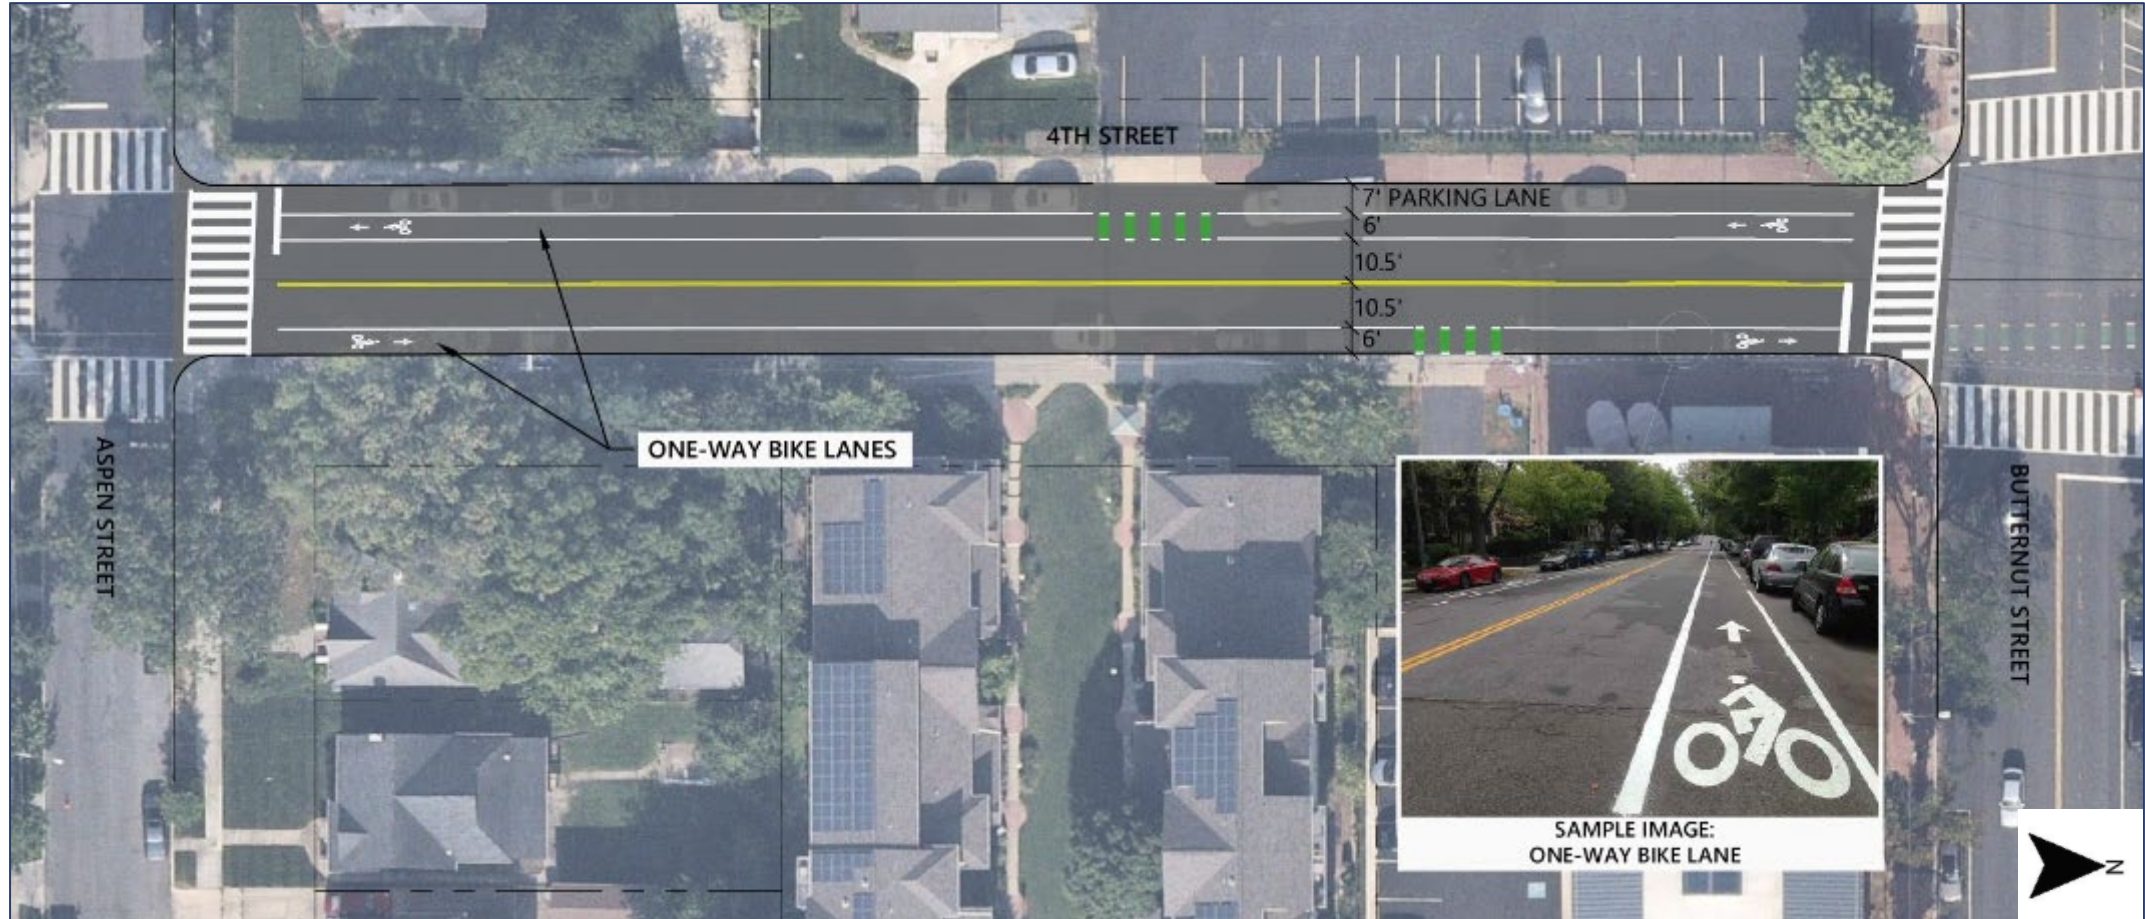 4TH STREET
7' PARKING LANE
6'
10.5'
10.5'
6'
ONE-WAY BIKE LANES
ASPEN STREET
BUTTERNUT STREET
SAMPLE IMAGE:
ONE-WAY BIKE LANE
N